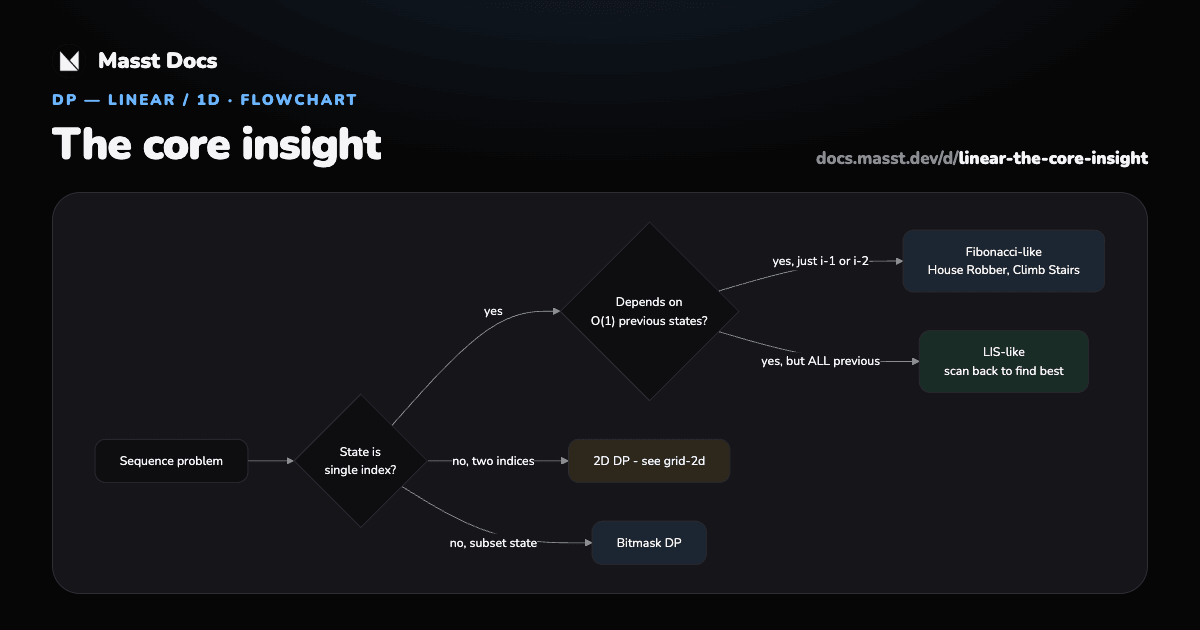 Masst Docs
DP — LINEAR / 1D · FLOWCHART
The core insight
docs.masst.dev/d/linear-the-core-insight
Sequence problem
State is
single index?
yes
Depends on
O(1) previous states?
yes, just i-1 or i-2
Fibonacci-like
House Robber, Climb Stairs
yes, but ALL previous
LIS-like
scan back to find best
no, two indices
2D DP - see grid-2d
no, subset state
Bitmask DP